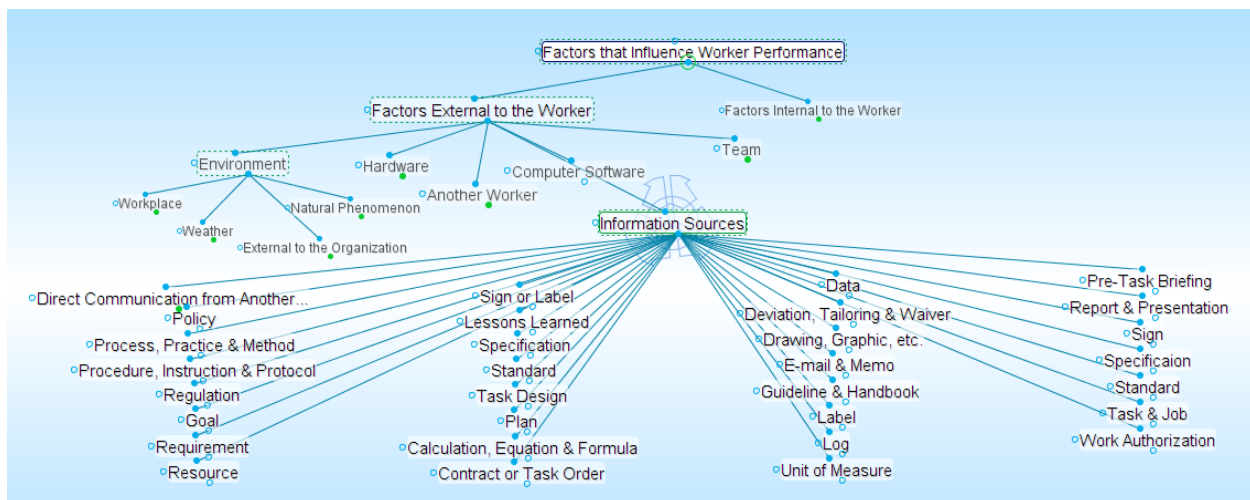 Factors that Influence Worker Performance
Factors External to the Worker
Factors Internal to the Worker
Environment
Hardware
Another Worker
Computer Software
Team
Workplace
Weather
Natural Phenomenon
External to the Organization
Information Sources
Direct Communication from Another...
Policy
Process, Practice & Method
Procedure, Instruction & Protocol
Regulation
Goal
Requirement
Resource
Sign or Label
Lessons Learned
Specification
Standard
Task Design
Plan
Calculation, Equation & Formula
Contract or Task Order
Data
Deviation, Tailoring & Waiver
Drawing, Graphic, etc.
E-mail & Memo
Guideline & Handbook
Label
Log
Unit of Measure
Pre-Task Briefing
Report & Presentation
Sign
Specificaion
Standard
Task & Job
Work Authorization